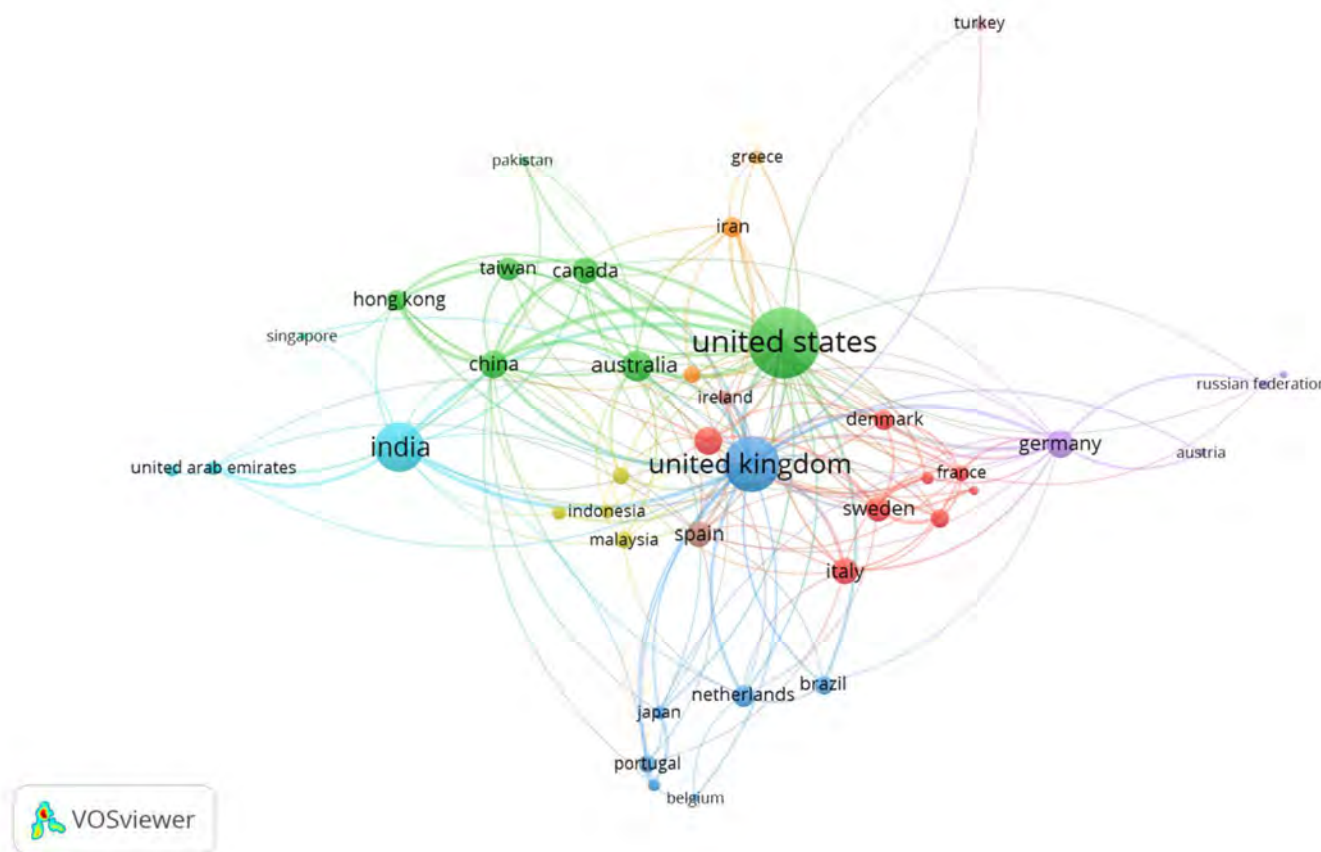 turkey
pakistan
greece
iran
taiwan
canada
hong kong
singapore
united states
china
australia
ireland
russian federation
denmark
india
united kingdom
germany
austria
united arab emirates
france
indonesia
sweden
malaysia
spain
italy
netherlands
brazil
japan
portugal
belgium
VOSviewer